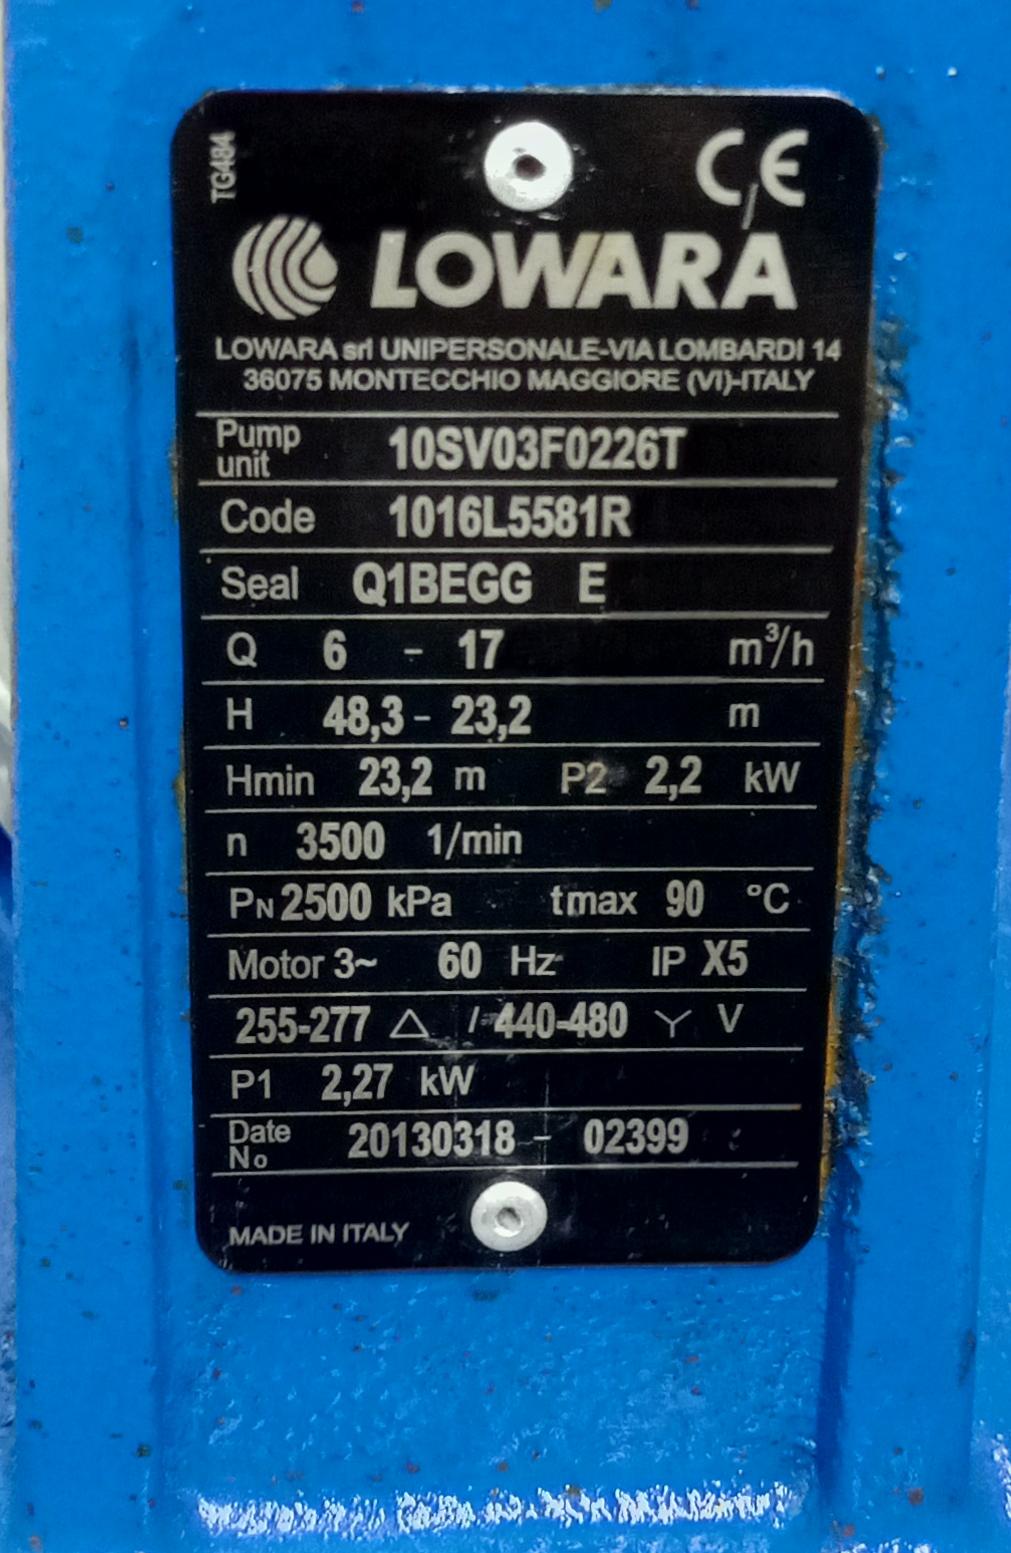 TG484
CE
LOWARA
LOWARA srl UNIPERSONALE-VIA LOMBARDI 14
36075 MONTECCHIO MAGGIORE (VI)-ITALY
Pump unit 10SV03F0226T
Code 1016L5581R
Seal Q1BEGG E
Q 6 - 17 m³/h
H 48,3 - 23,2 m
Hmin 23,2 m P2 2,2 kW
n 3500 1/min
PN 2500 kPa tmax 90 °C
Motor 3~ 60 Hz IP X5
255-277 △ / 440-480 Y V
P1 2,27 kW
Date No 20130318 - 02399
MADE IN ITALY